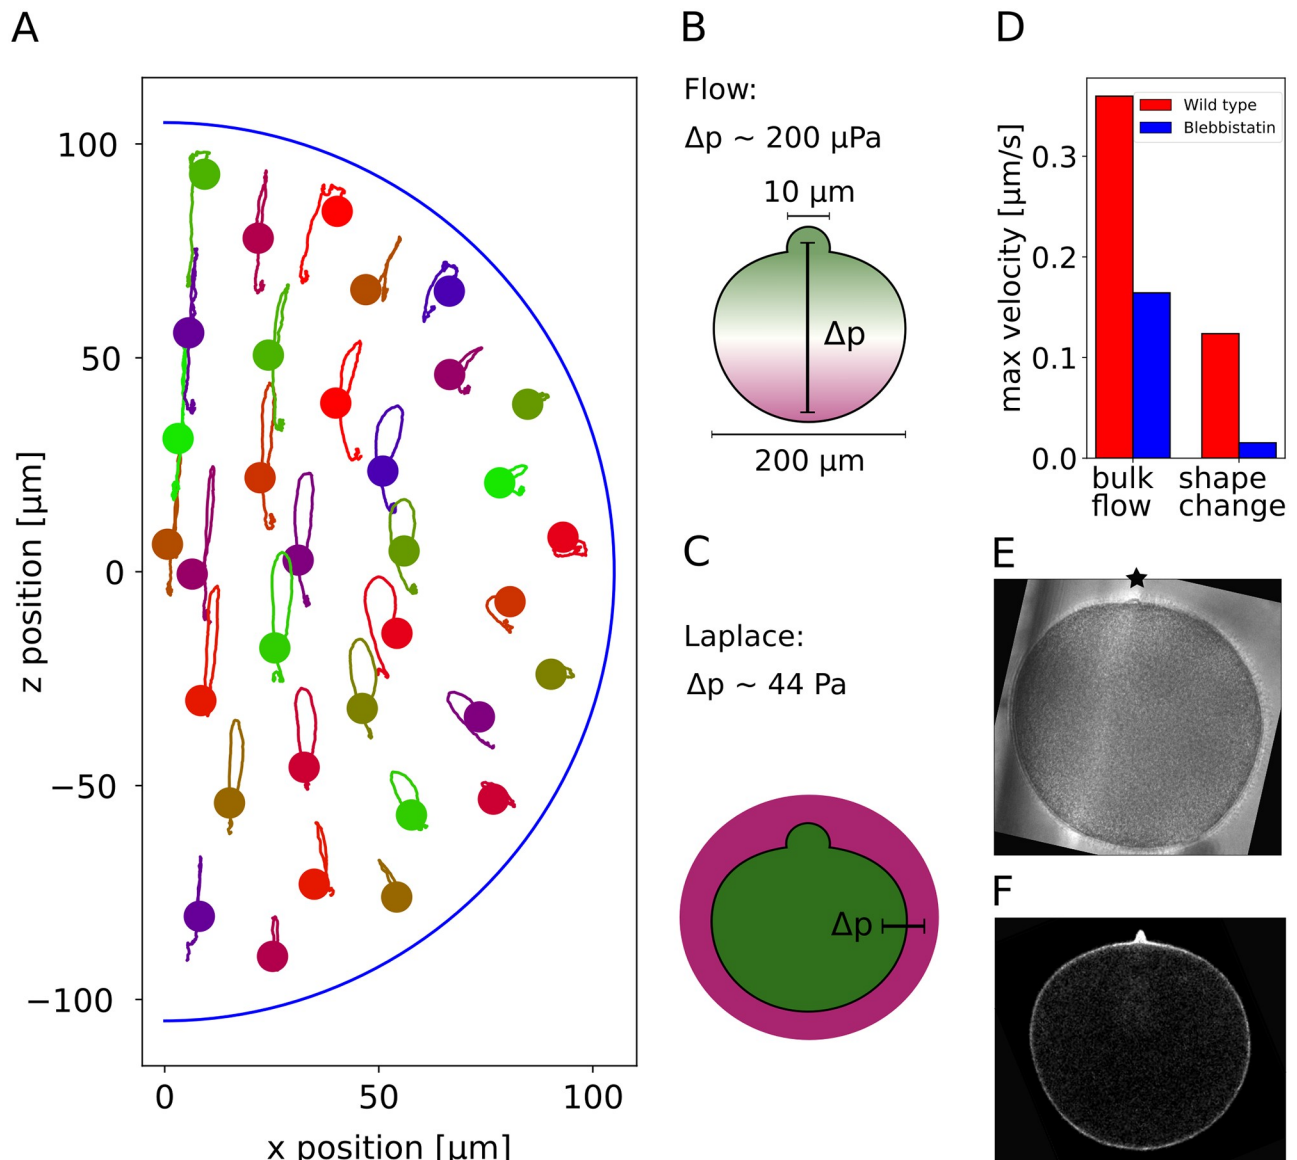 A
100
50
0
−50
−100
z position [μm]
0
50
100
x position [μm]
B
Flow:
Δp ~ 200 μPa
10 μm
Δp
200 μm
C
Laplace:
Δp ~ 44 Pa
Δp
D
max velocity [μm/s]
0.3
0.2
0.1
0.0
Wild type
Blebbistatin
bulk
flow
shape
change
E
F